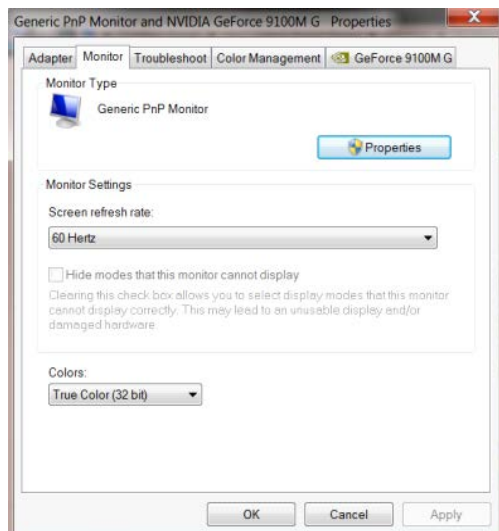 Generic PnP Monitor and NVIDIA GeForce 9100M G Properties
Adapter Monitor Troubleshoot Color Management GeForce 9100M G
Monitor Type
Generic PnP Monitor
Properties
Monitor Settings
Screen refresh rate:
60 Hertz
Hide modes that this monitor cannot display
Clearing this check box allows you to select display modes that this monitor
cannot display correctly. This may lead to an unusable display and/or
damaged hardware.
Colors:
True Color (32 bit)
OK Cancel Apply